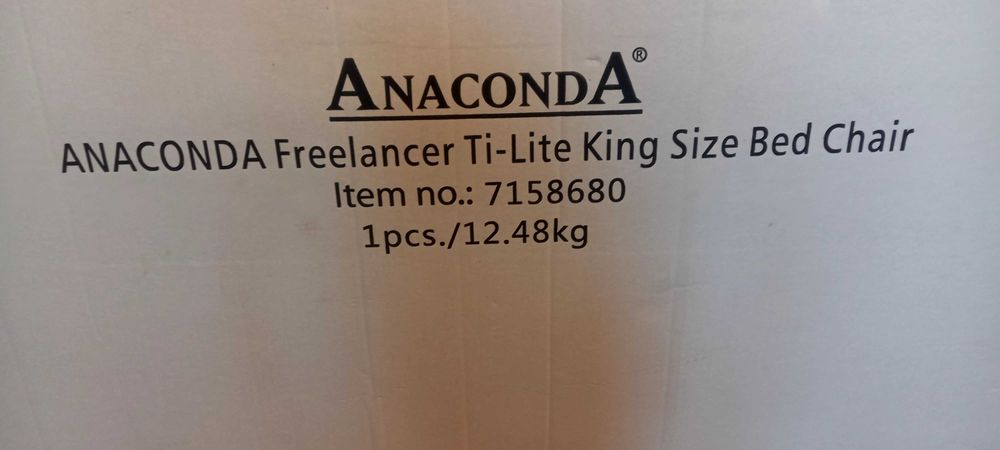 ANACONDA®
ANACONDA Freelancer Ti-Lite King Size Bed Chair
Item no.: 7158680
1pcs./12.48kg